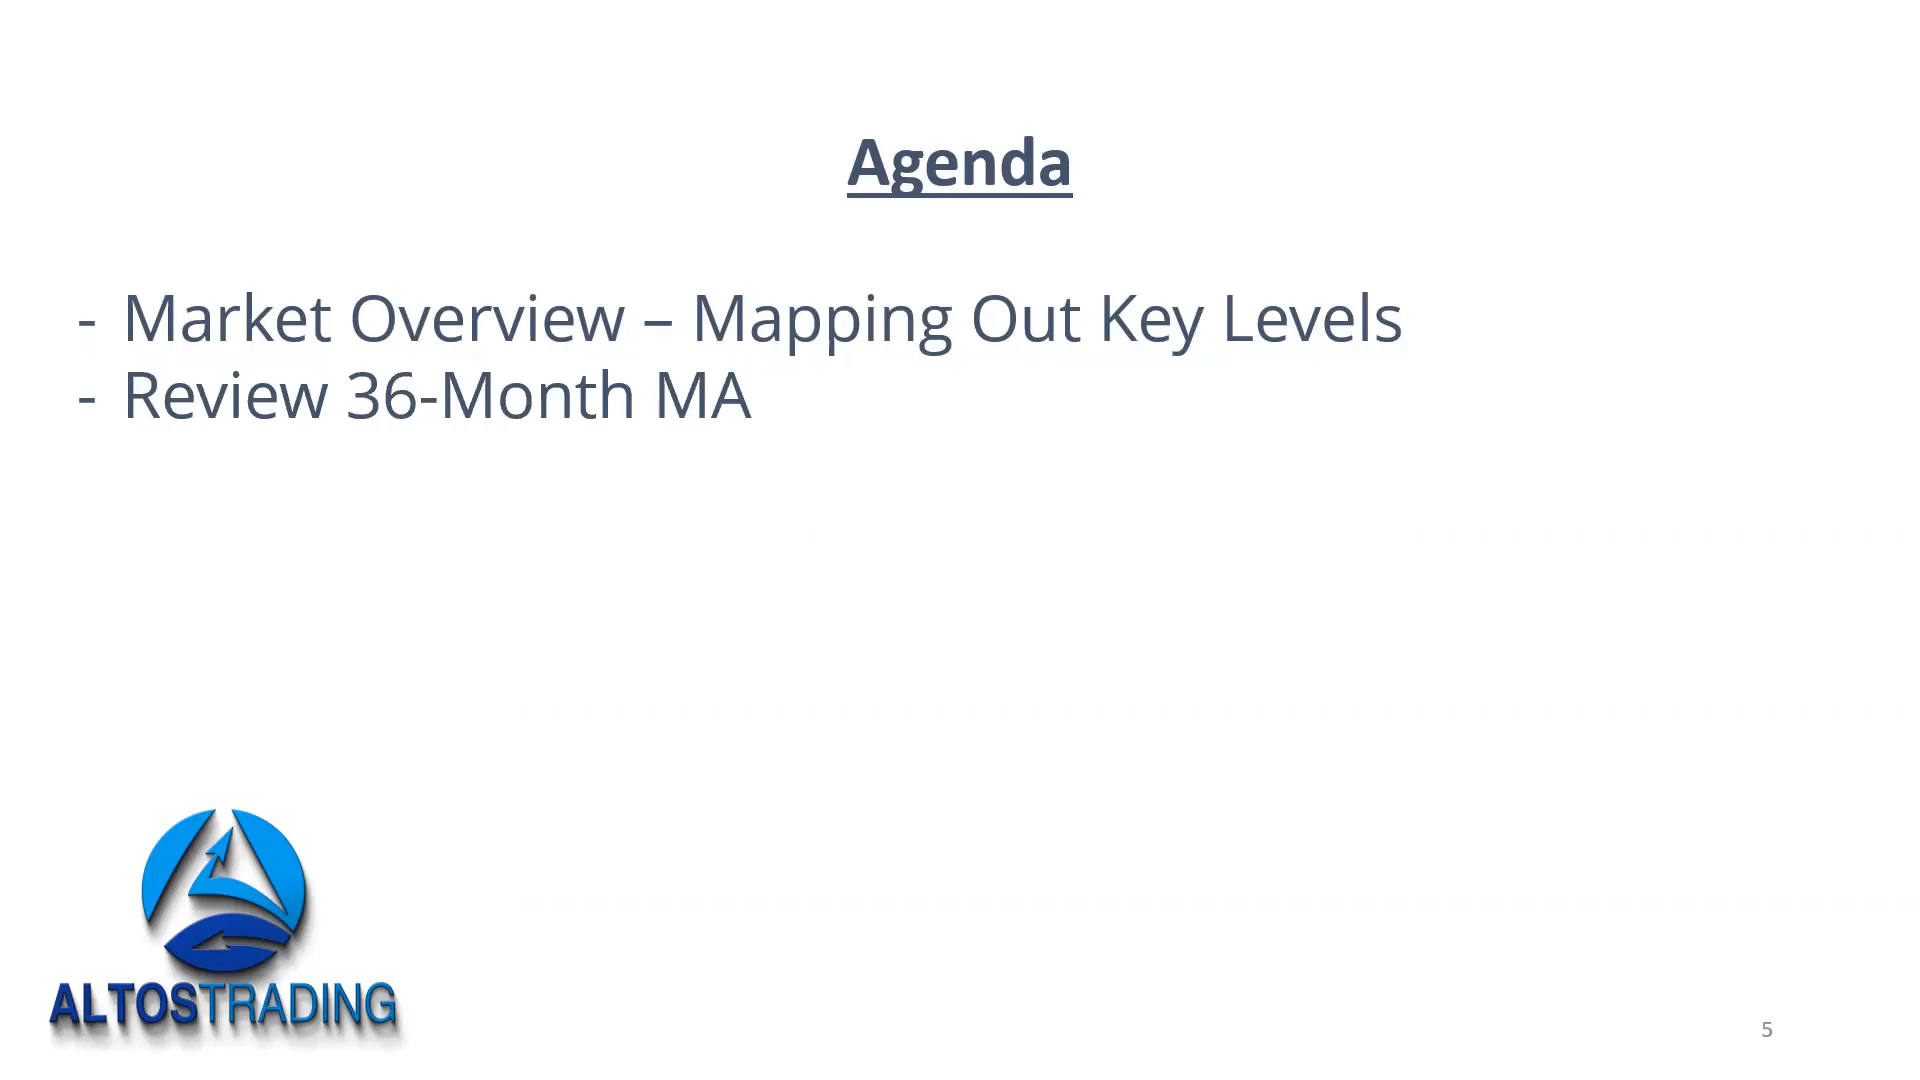 Agenda
- Market Overview – Mapping Out Key Levels
- Review 36-Month MA
ALTOSTRADING
5